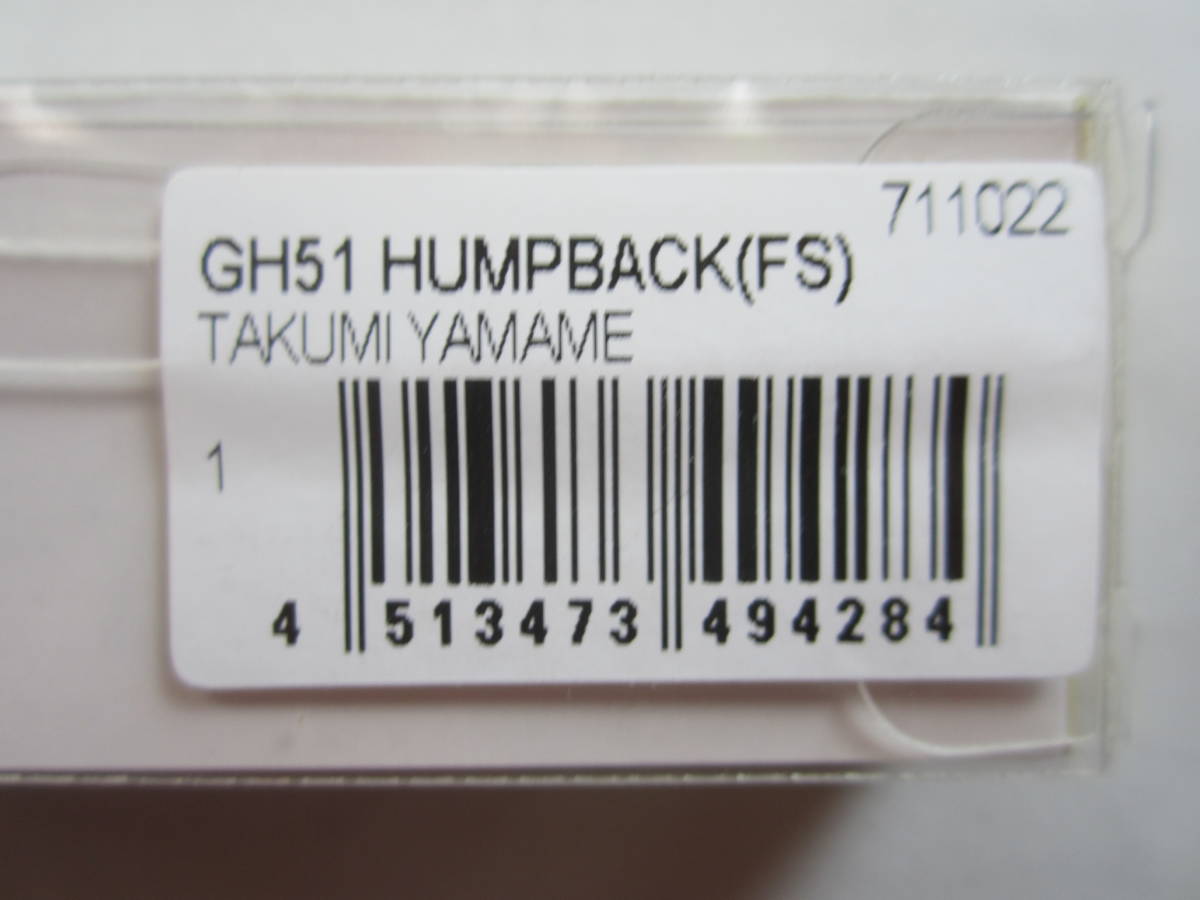 711022
GH51 HUMPBACK(FS)
TAKUMI YAMAME
1
4 513473 494284